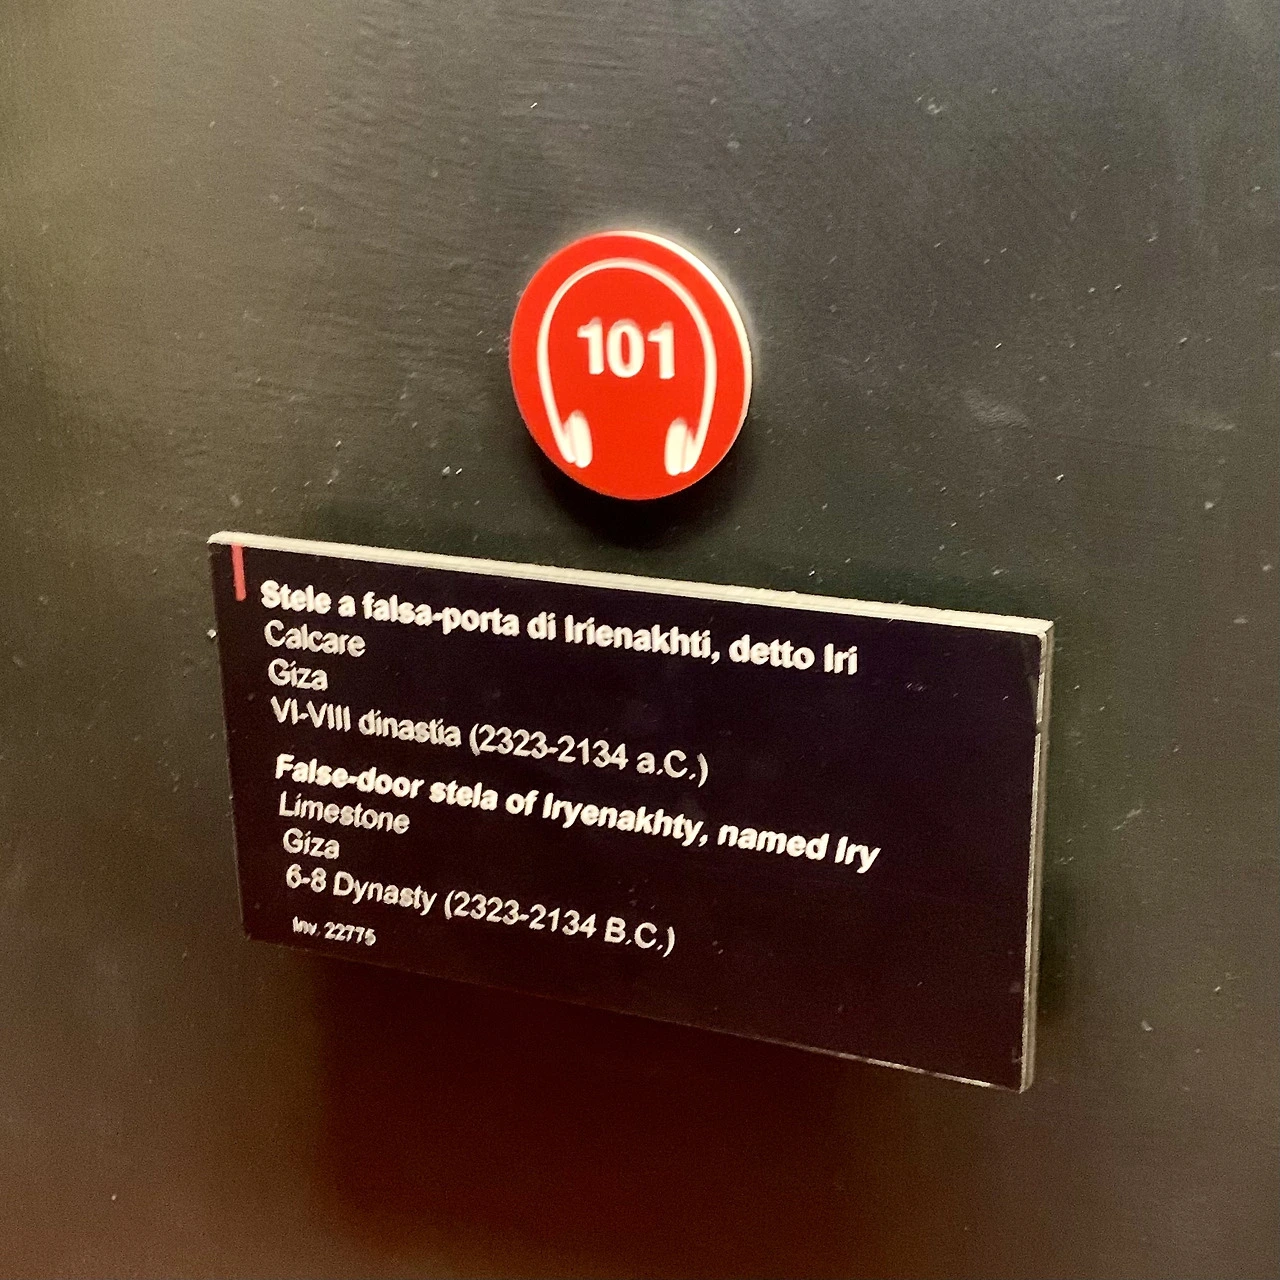 101
Stele a falsa-porta di Irienakhti, detto Iri
Calcare
Giza
VI-VIII dinastia (2323-2134 a.C.)
False-door stela of Iryenakhty, named Iry
Limestone
Giza
6-8 Dynasty (2323-2134 B.C.)
Inv. 22775